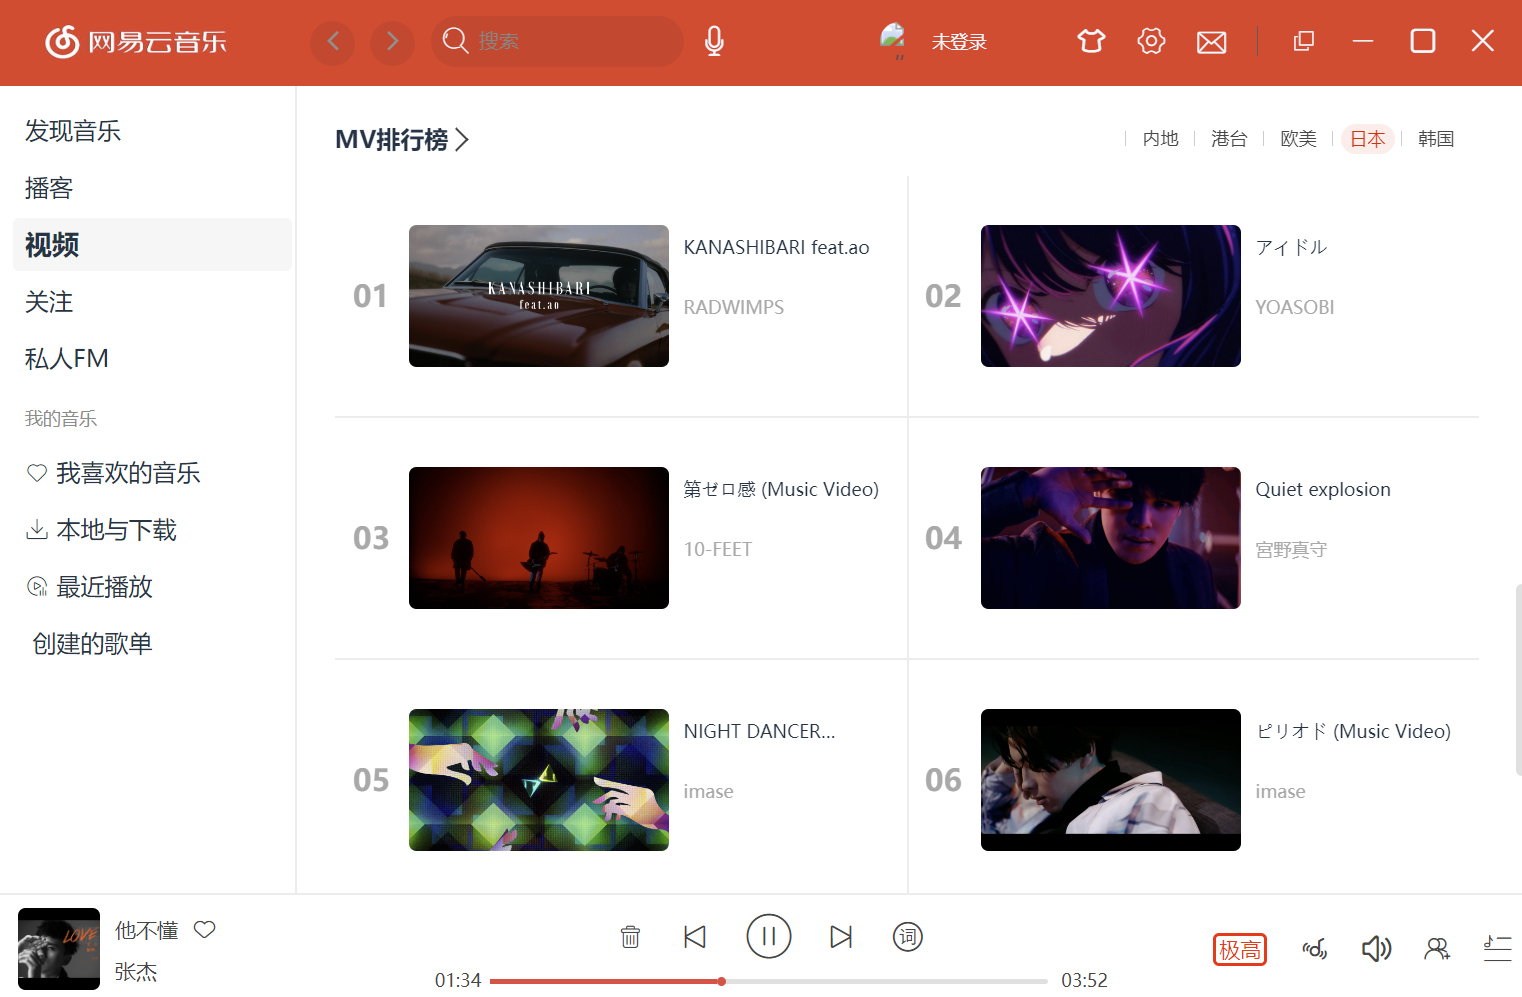 网易云音乐
搜索
未登录
发现音乐
播客
视频
关注
私人FM
我的音乐
我喜欢的音乐
本地与下载
最近播放
创建的歌单
MV排行榜
内地
港台
欧美
日本
韩国
01
KANASHIBARI
feat.ao
KANASHIBARI feat.ao
RADWIMPS
02
アイドル
YOASOBI
03
第ゼロ感 (Music Video)
10-FEET
04
Quiet explosion
宮野真守
05
NIGHT DANCER...
imase
06
ピリオド (Music Video)
imase
LOVE
他不懂
张杰
词
01:34
03:52
极高